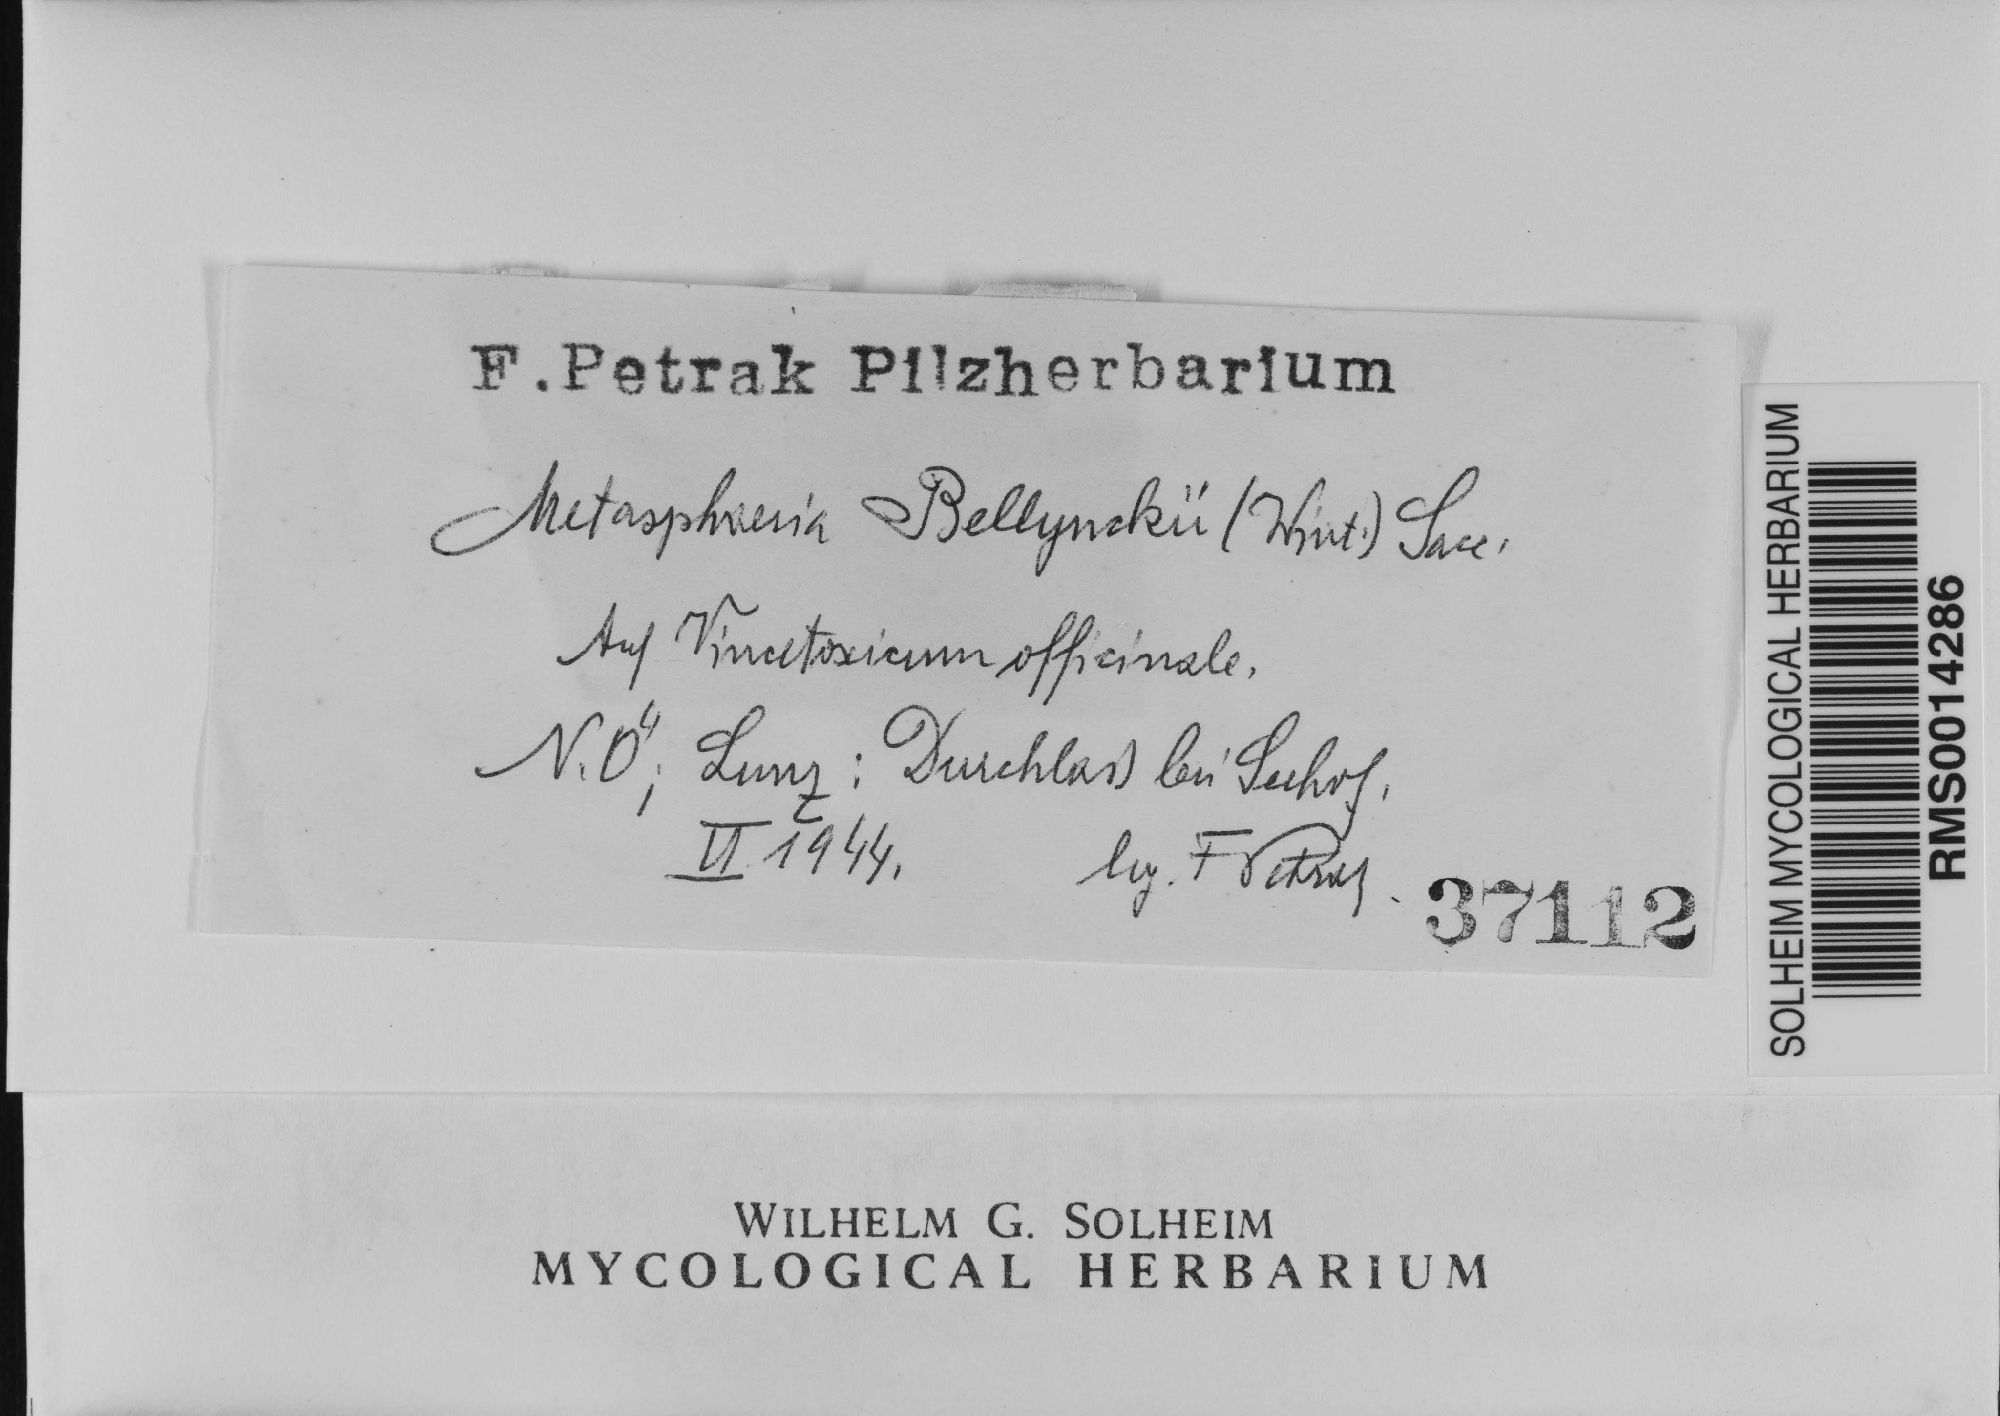 F. Petrak Pilzherbarium
Metasphaeria Bellynckii (Wint.) Sacc.
Auf Vincetoxicum officinale.
N.Ö.; Lunz: Durchlass bei Seehof.
VI 1944. leg. F Petrak.
37112
SOLHEIM MYCOLOGICAL HERBARIUM
RMS0014286
WILHELM G. SOLHEIM
MYCOLOGICAL HERBARIUM